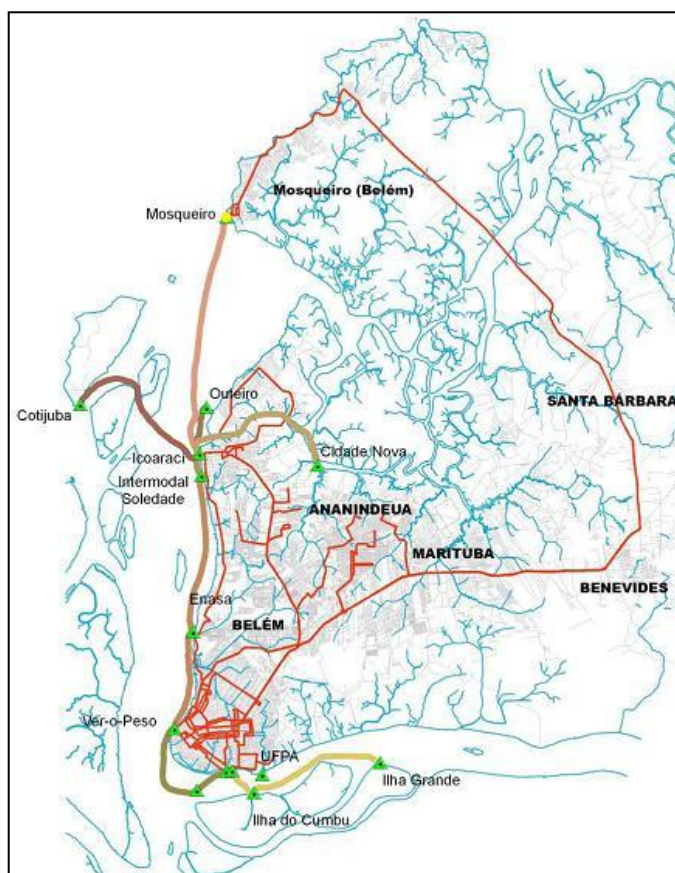 Mosqueiro (Belém)
Mosqueiro
SANTA BÁRBARA
Outeiro
Cotijuba
Icoaraci
Cidade Nova
Intermodal
Soledade
ANANINDEUA
MARITUBA
BENEVIDES
Enasa
BELÉM
Ver-o-Peso
UFPA
Ilha Grande
Ilha do Cumbu